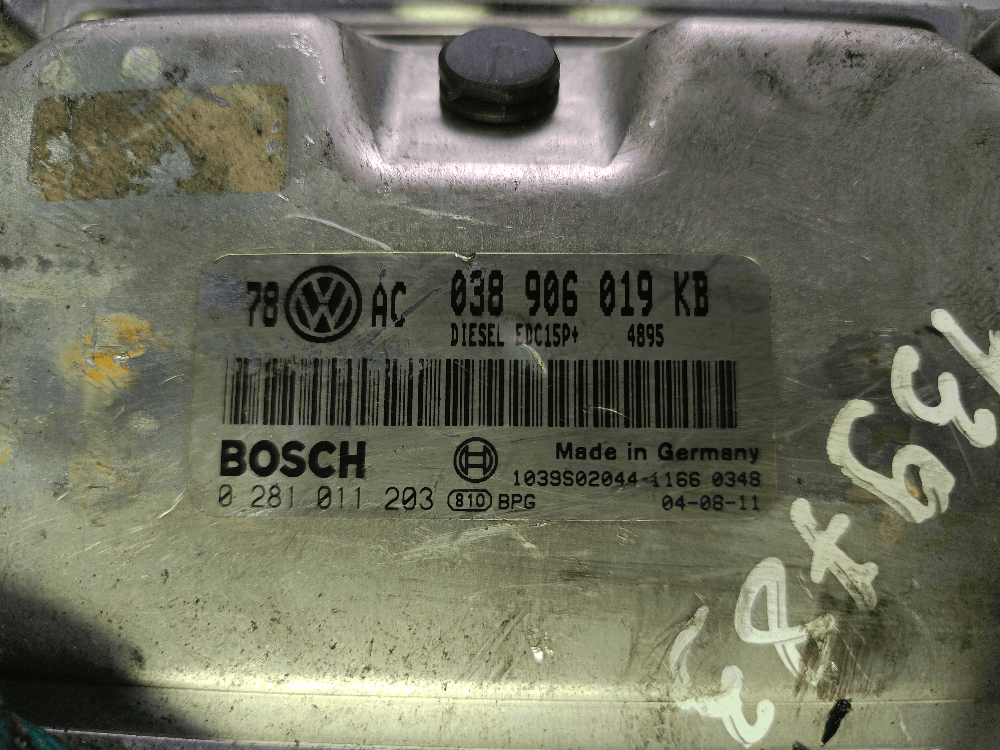 78 AC 038 906 019 KB
DIESEL EDC15P+ 4895
BOSCH Made in Germany
1039S02044 1166 0348
0 281 011 203 810 BPG 04-08-11